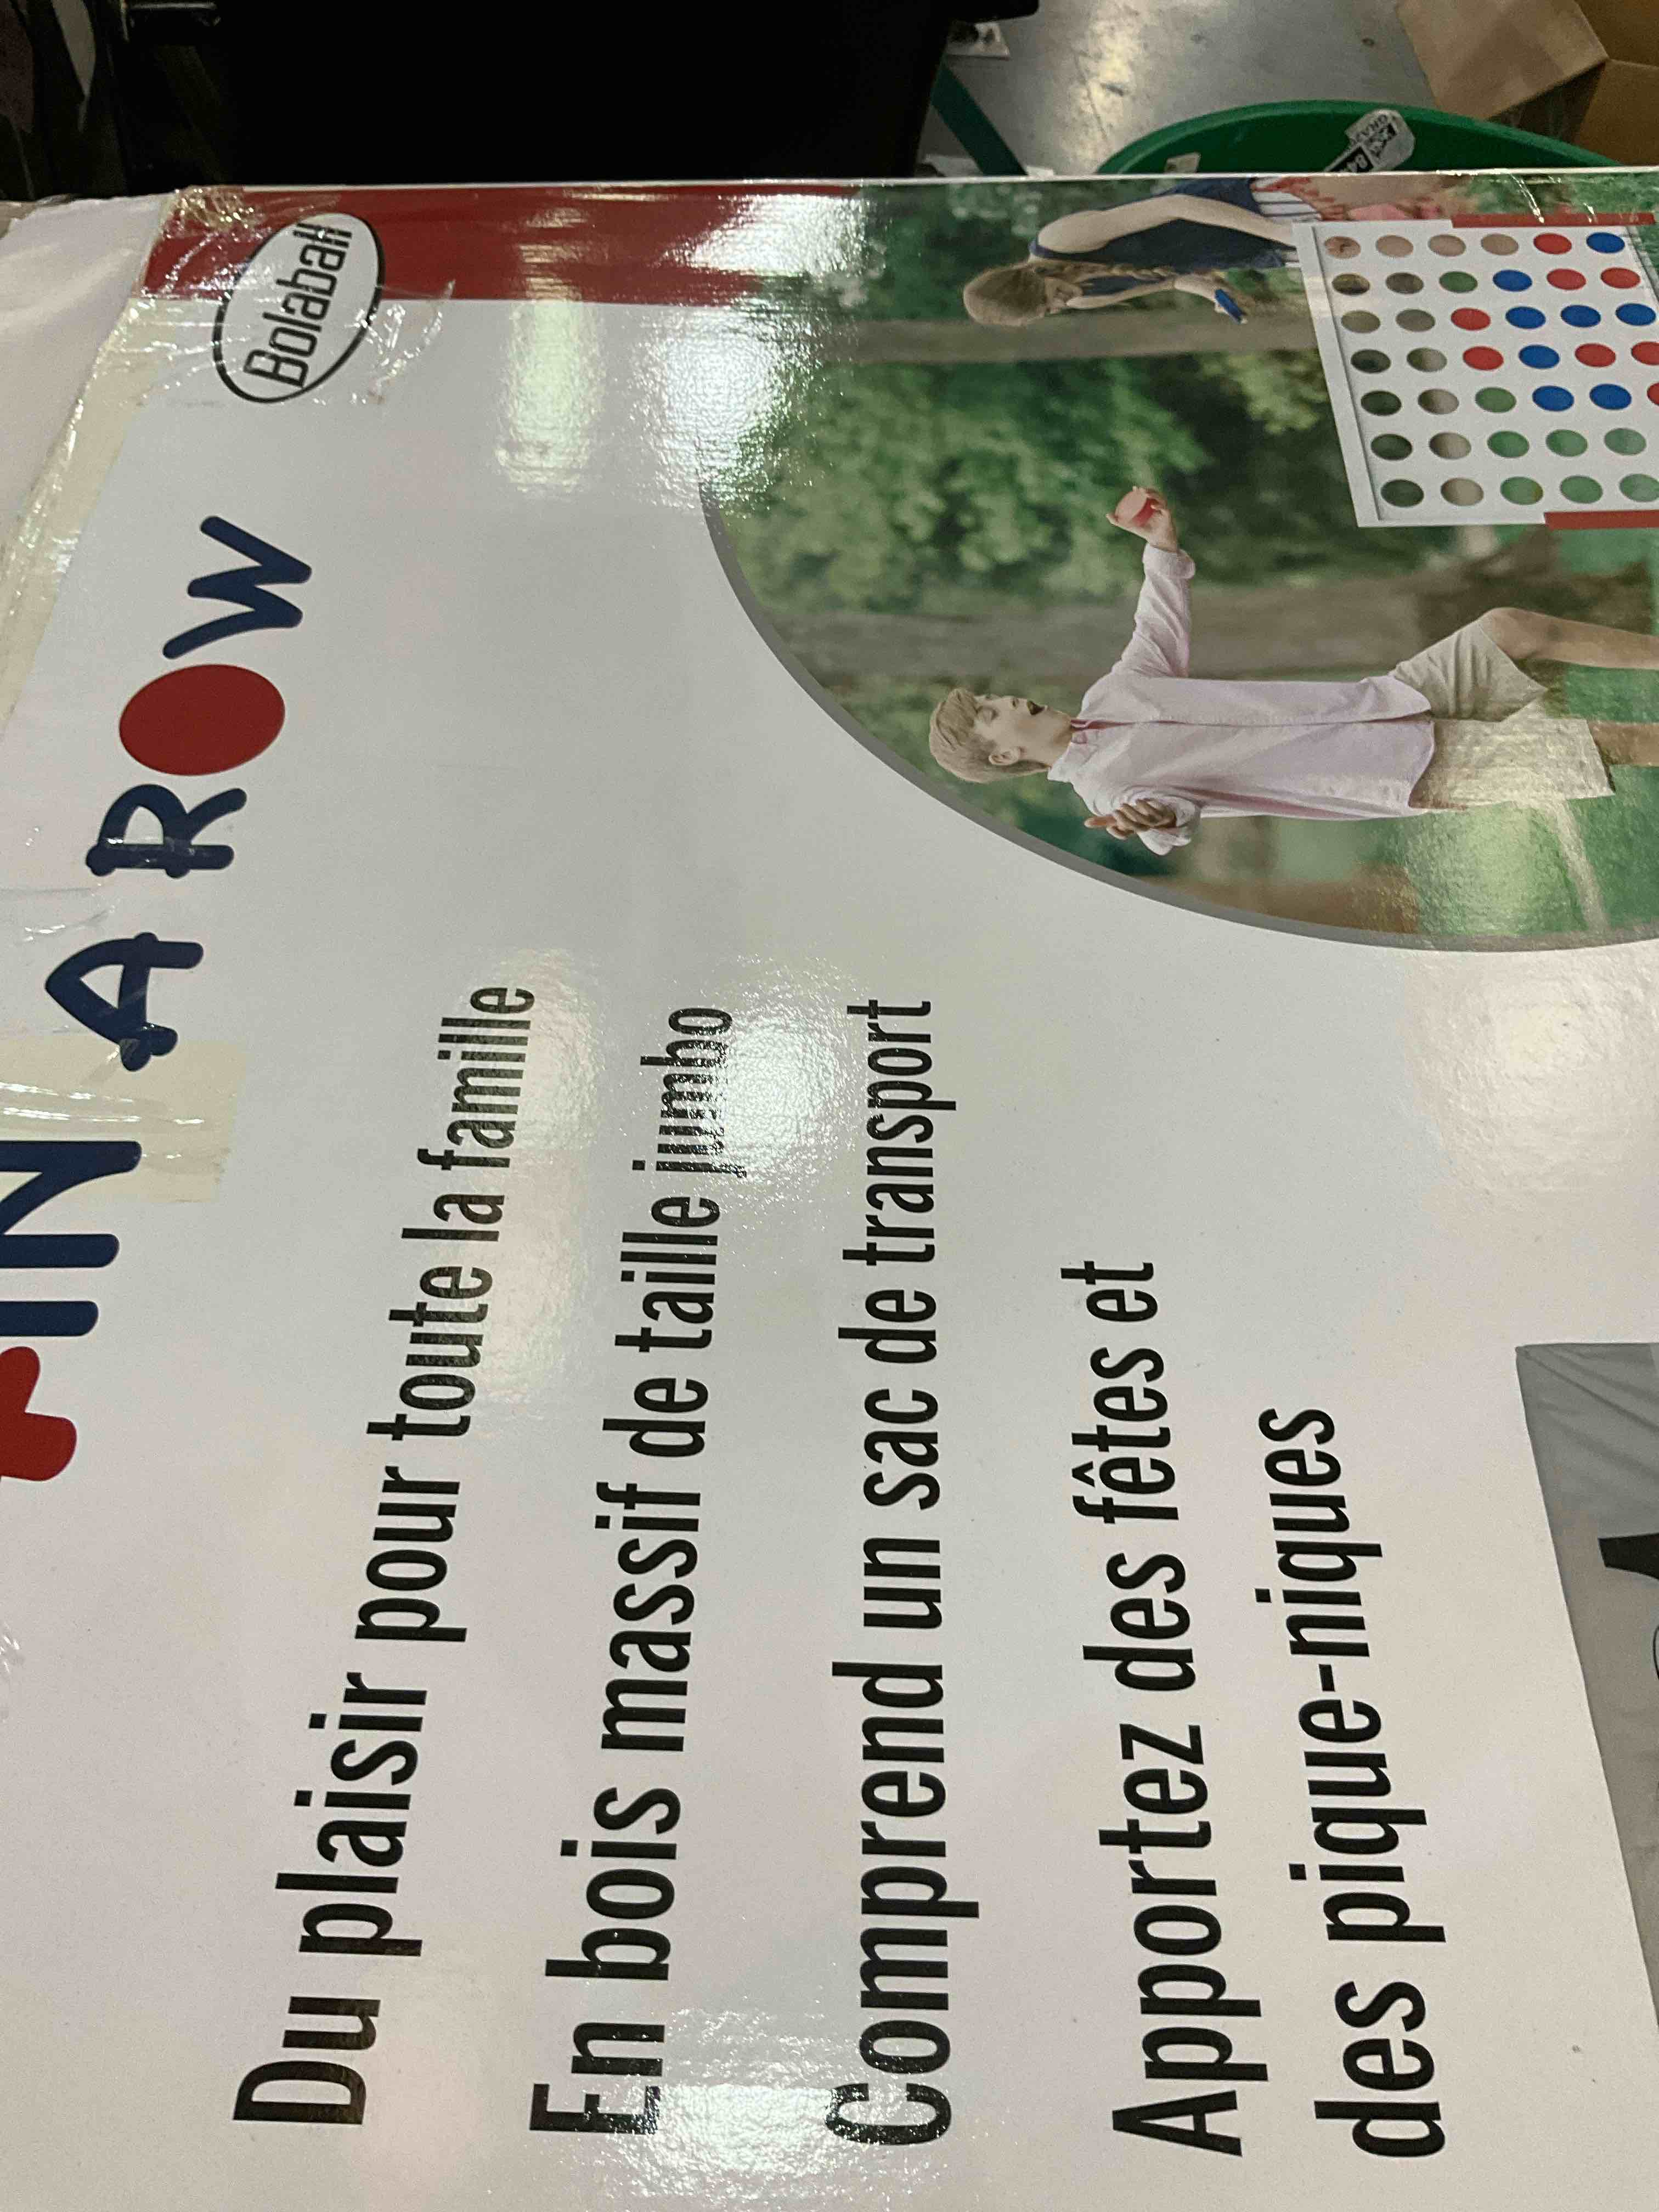 Bolaball
IN A ROW
Du plaisir pour toute la famille
En bois massif de taille jumbo
Comprend un sac de transport
Apportez des fêtes et
des pique-niques